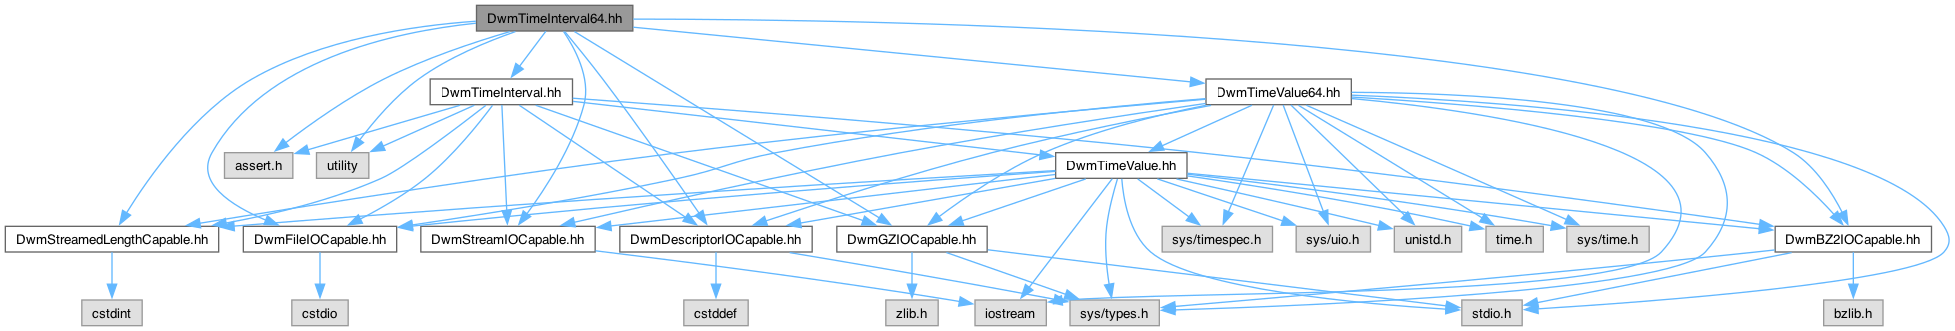 DwmTimeInterval64.hh
DwmTimeInterval.hh
DwmTimeValue64.hh
assert.h
utility
DwmTimeValue.hh
DwmStreamedLengthCapable.hh
DwmFileIOCapable.hh
DwmStreamIOCapable.hh
DwmDescriptorIOCapable.hh
DwmGZIOCapable.hh
sys/timespec.h
sys/uio.h
unistd.h
time.h
sys/time.h
DwmBZ2IOCapable.hh
cstdint
cstdio
cstddef
zlib.h
iostream
sys/types.h
stdio.h
bzlib.h